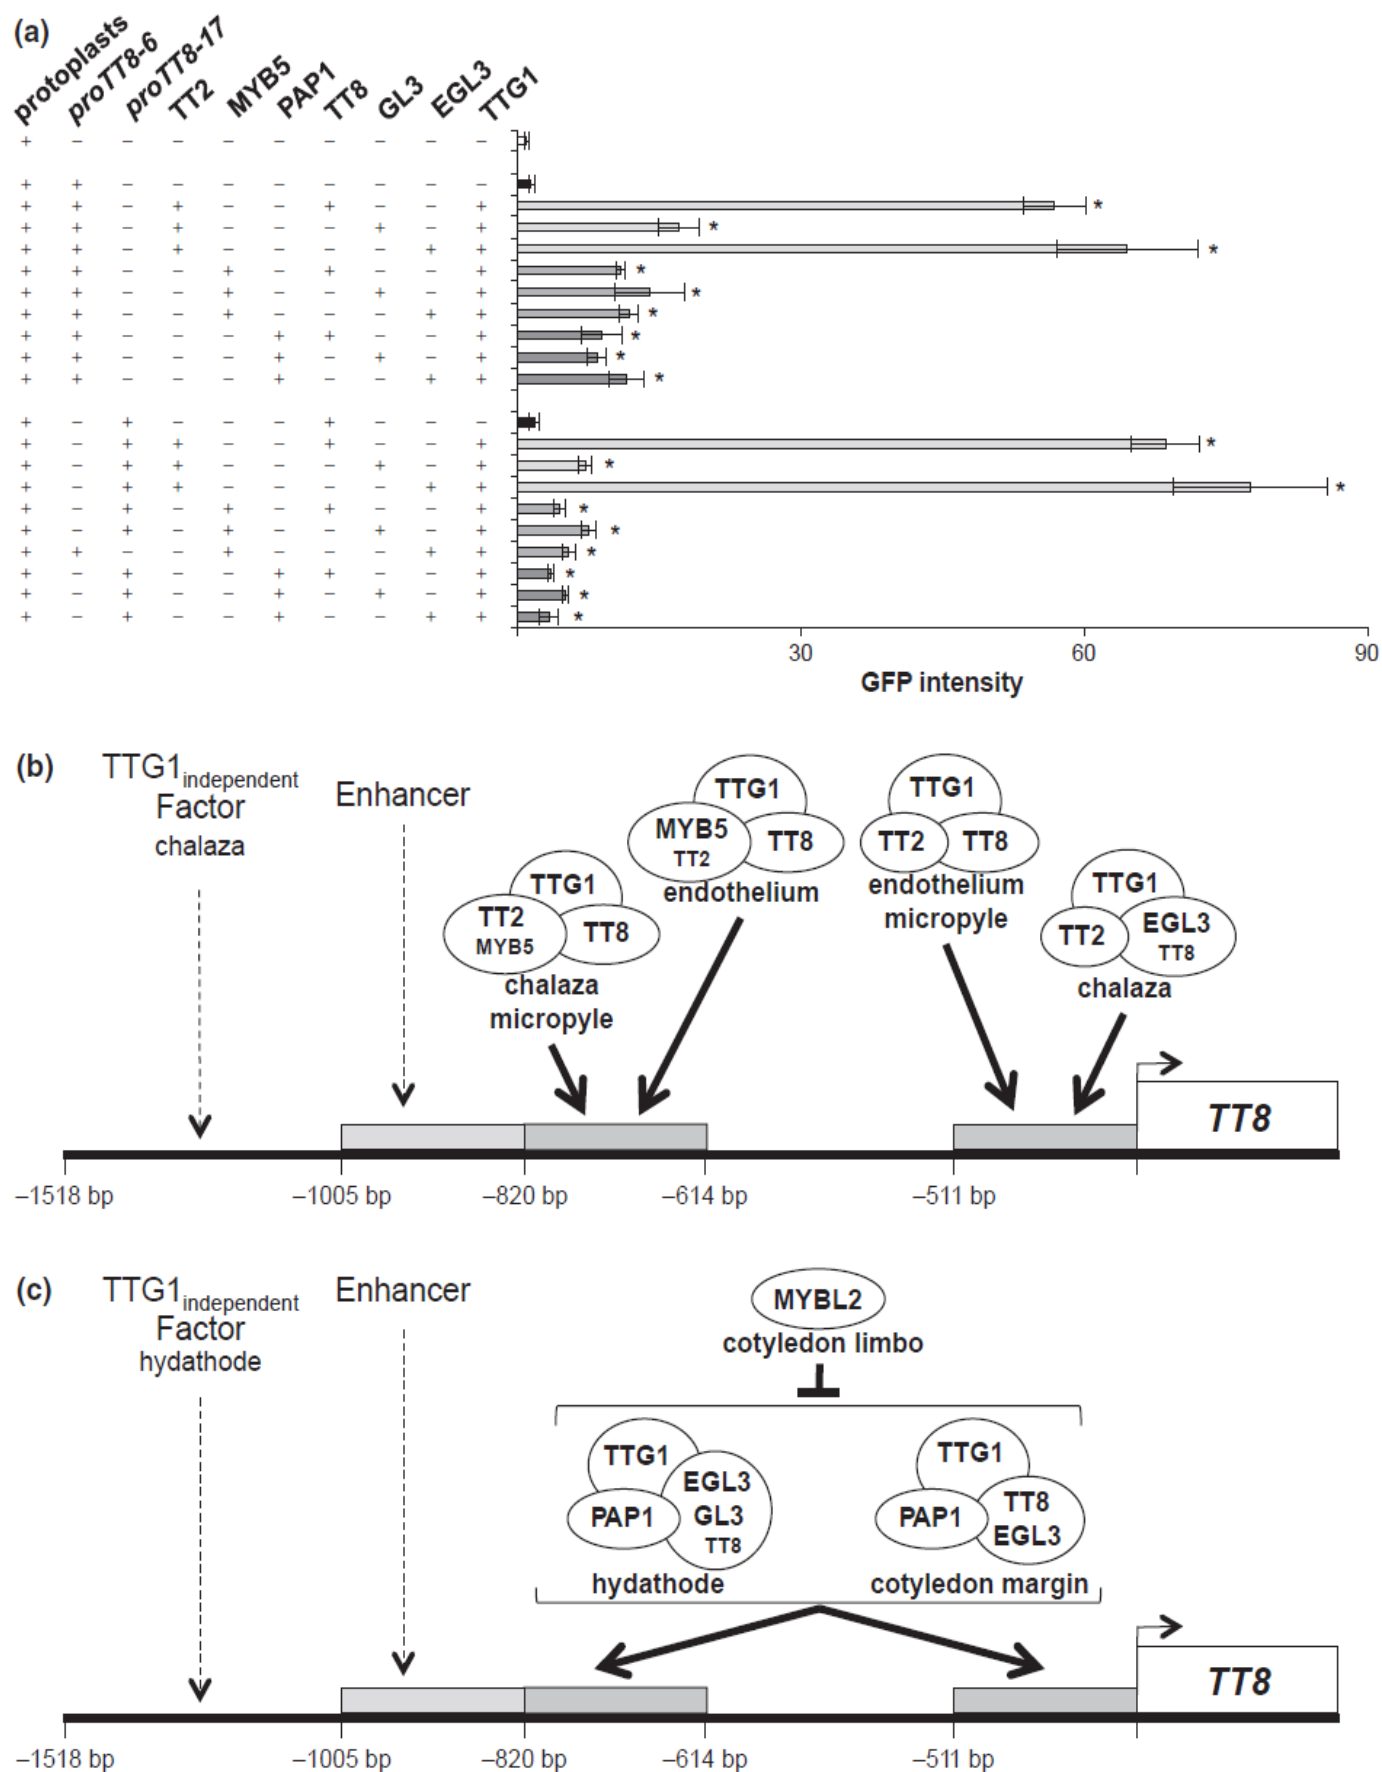 (a)
protoplasts proTT8-6 proTT8-17 TT2 MYB5 PAP1 TT8 GL3 EGL3 TTG1
+ − − − − − − − − −
+ + − − − − − − − −
+ + − + − − + − − + *
+ + − + − − − + − + *
+ + − + − − − − + + *
+ + − − + − + − − + *
+ + − − + − − + − + *
+ + − − + − − − + + *
+ + − − − + + − − + *
+ + − − − + − + − + *
+ + − − − + − − + + *
+ − + − − − + − − −
+ − + + − − + − − + *
+ − + + − − − + − + *
+ − + + − − − − + + *
+ − + − + − + − − + *
+ − + − + − − + − + *
+ + − − + − − − + + *
+ − + − − + + − − + *
+ − + − − + − + − + *
+ − + − − + − − + + *
30 60 90
GFP intensity
(b)
TTG1independent
Factor
chalaza
Enhancer
TTG1
TT2
MYB5
TT8
chalaza
micropyle
TTG1
MYB5
TT2
TT8
endothelium
TTG1
TT2
TT8
endothelium
micropyle
TTG1
TT2
EGL3
TT8
chalaza
TT8
−1518 bp −1005 bp −820 bp −614 bp −511 bp
(c)
TTG1independent
Factor
hydathode
Enhancer
MYBL2
cotyledon limbo
TTG1
PAP1
EGL3
GL3
TT8
hydathode
TTG1
PAP1
TT8
EGL3
cotyledon margin
TT8
−1518 bp −1005 bp −820 bp −614 bp −511 bp